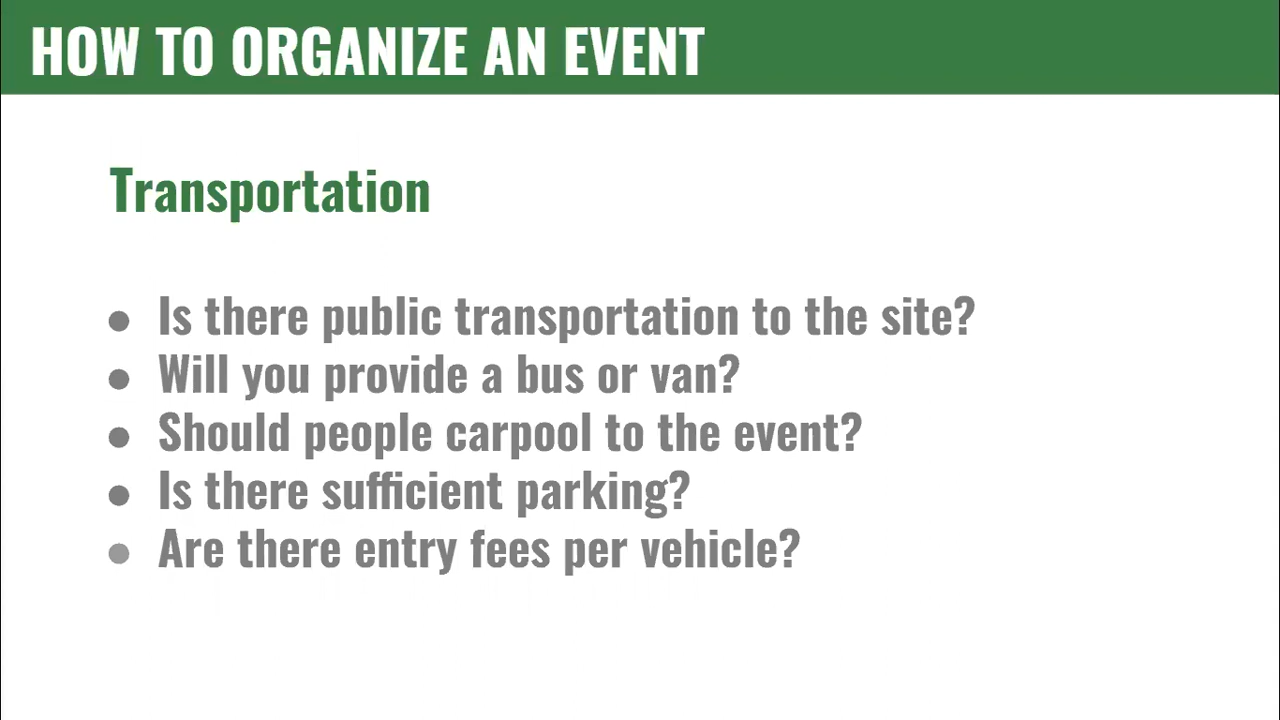 HOW TO ORGANIZE AN EVENT
Transportation
● Is there public transportation to the site?
● Will you provide a bus or van?
● Should people carpool to the event?
● Is there sufficient parking?
● Are there entry fees per vehicle?